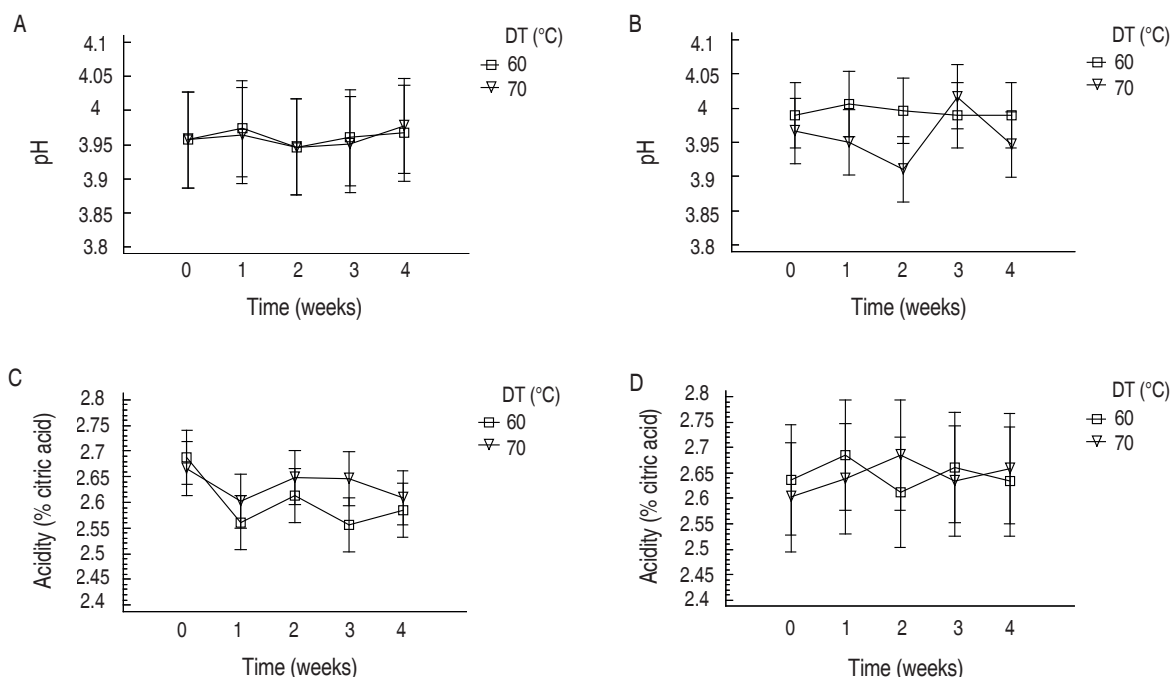 A
DT (°C)
60
70
pH
4.1
4.05
4
3.95
3.9
3.85
3.8
0 1 2 3 4
Time (weeks)
B
DT (°C)
60
70
pH
4.1
4.05
4
3.95
3.9
3.85
3.8
0 1 2 3 4
Time (weeks)
C
DT (°C)
60
70
Acidity (% citric acid)
2.8
2.75
2.7
2.65
2.6
2.55
2.5
2.45
2.4
0 1 2 3 4
Time (weeks)
D
DT (°C)
60
70
Acidity (% citric acid)
2.8
2.75
2.7
2.65
2.6
2.55
2.5
2.45
2.4
0 1 2 3 4
Time (weeks)